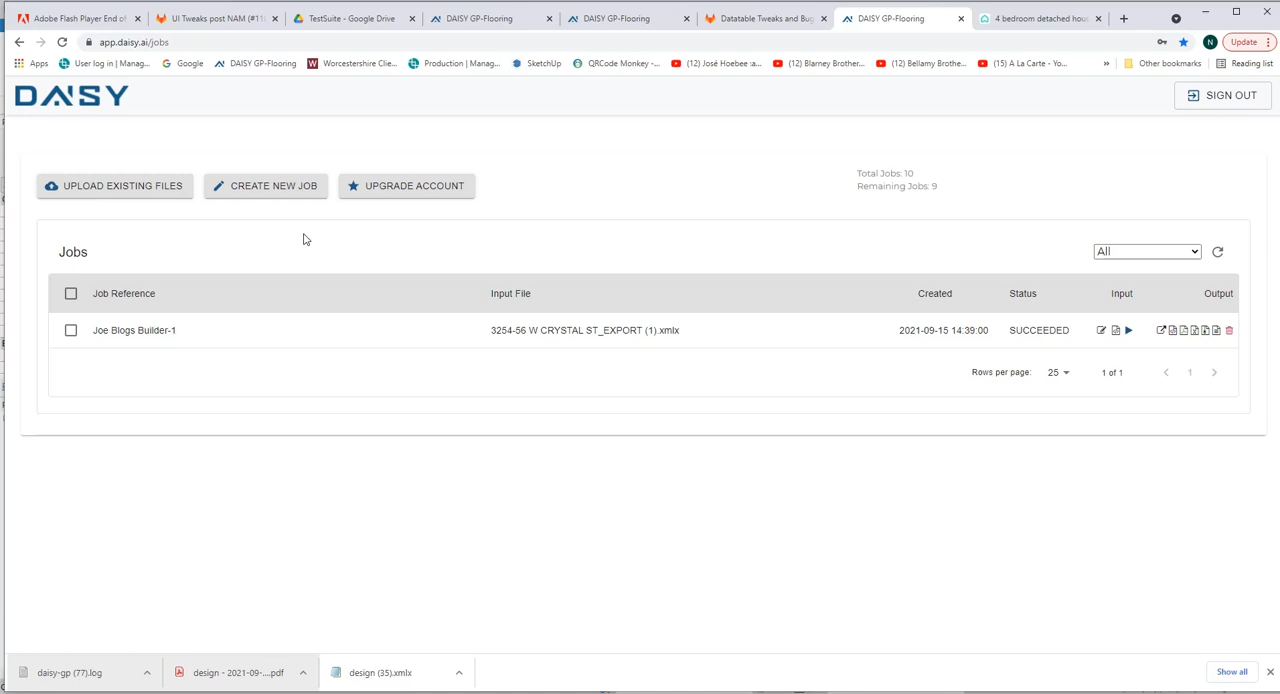 Adobe Flash Player End of
UI Tweaks post NAM (#11
TestSuite - Google Drive
DAISY GP-Flooring
DAISY GP-Flooring
Datatable Tweaks and Bug
DAISY GP-Flooring
4 bedroom detached hou
app.daisy.ai/jobs
N
Update
Apps
User log in | Manag...
Google
DAISY GP-Flooring
Worcestershire Clie...
Production | Manag...
SketchUp
QRCode Monkey -...
(12) José Hoebee :a...
(12) Blarney Brother...
(12) Bellamy Brothe...
(15) A La Carte - Yo...
»
Other bookmarks
Reading list
DAISY
SIGN OUT
UPLOAD EXISTING FILES
CREATE NEW JOB
UPGRADE ACCOUNT
Total Jobs: 10
Remaining Jobs: 9
Jobs
All
Job Reference
Input File
Created
Status
Input
Output
Joe Blogs Builder-1
3254-56 W CRYSTAL ST_EXPORT (1).xmlx
2021-09-15 14:39:00
SUCCEEDED
Rows per page:
25
1 of 1
1
daisy-gp (77).log
design - 2021-09-....pdf
design (35).xmlx
Show all